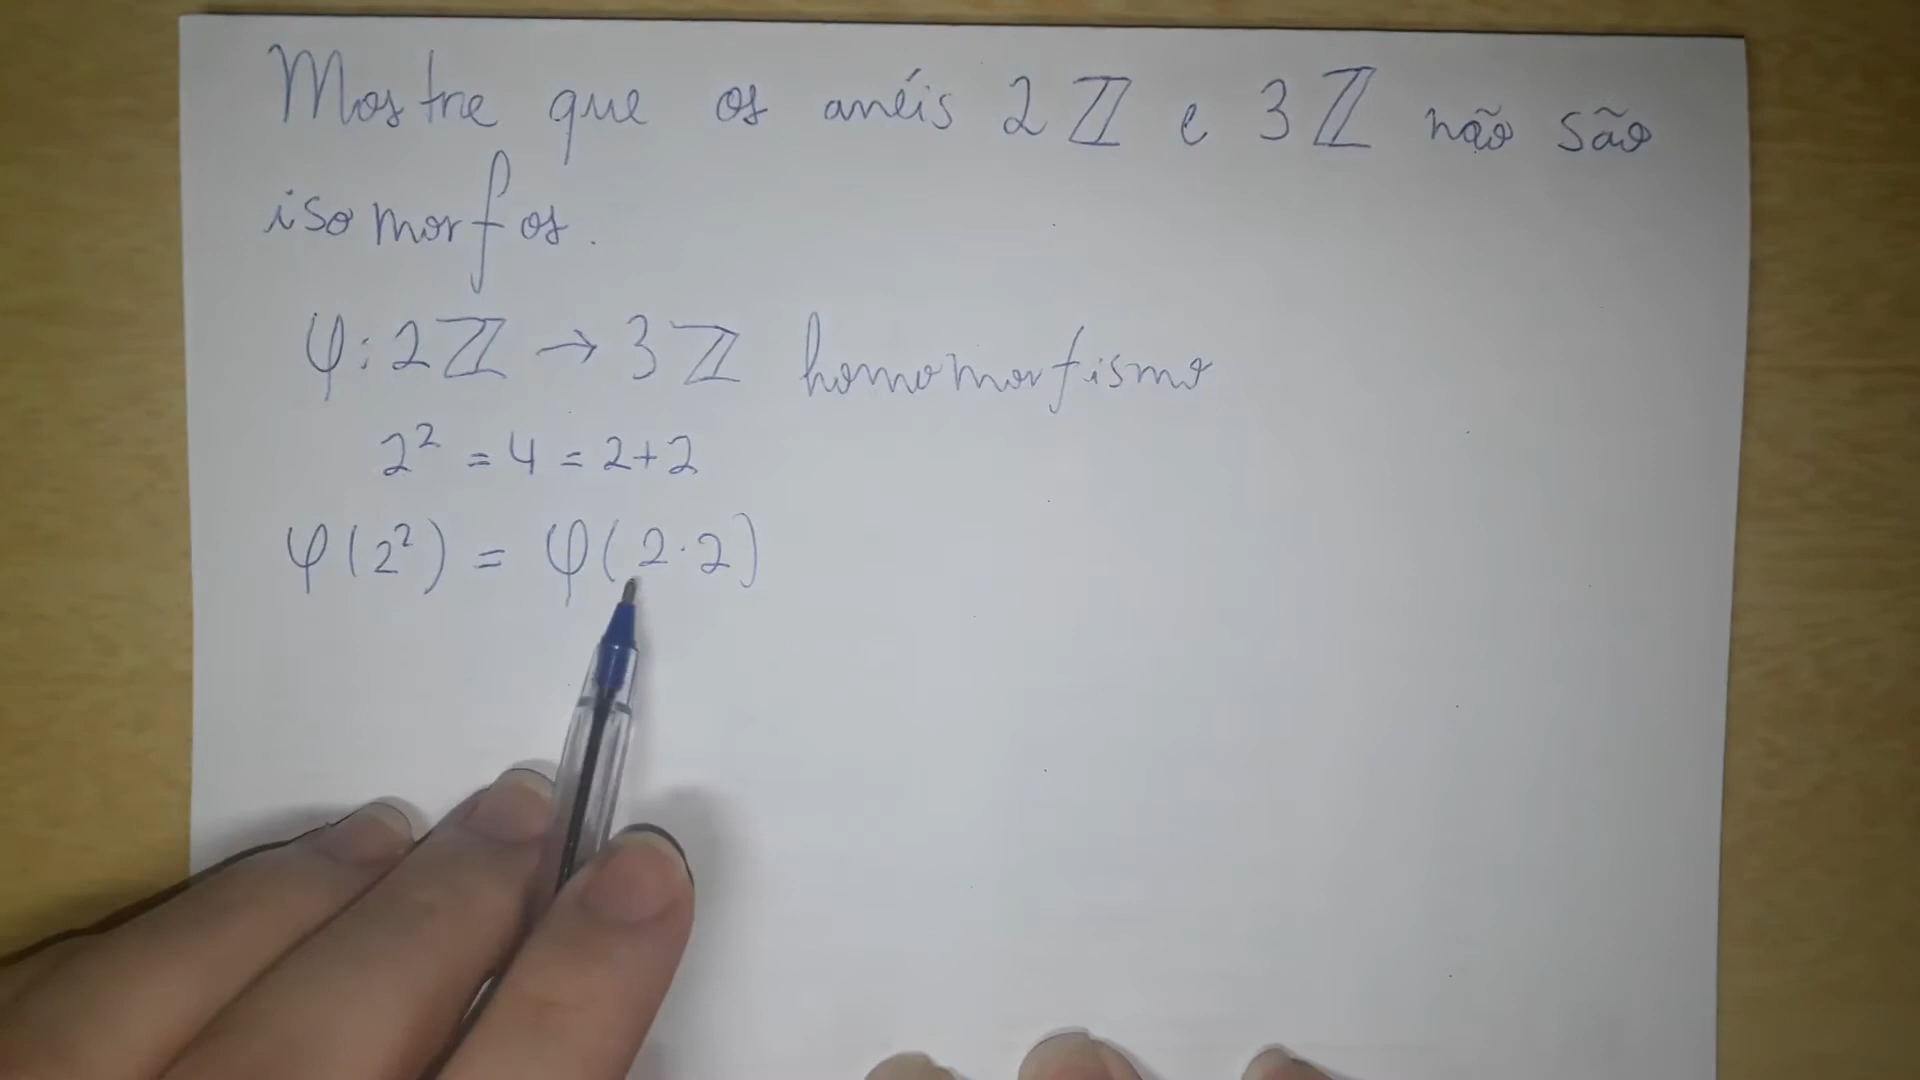 Mostre que os anéis 2ℤ e 3ℤ não são
isomorfos.
φ: 2ℤ → 3ℤ homomorfismo
2² = 4 = 2+2
φ(2²) = φ(2·2)